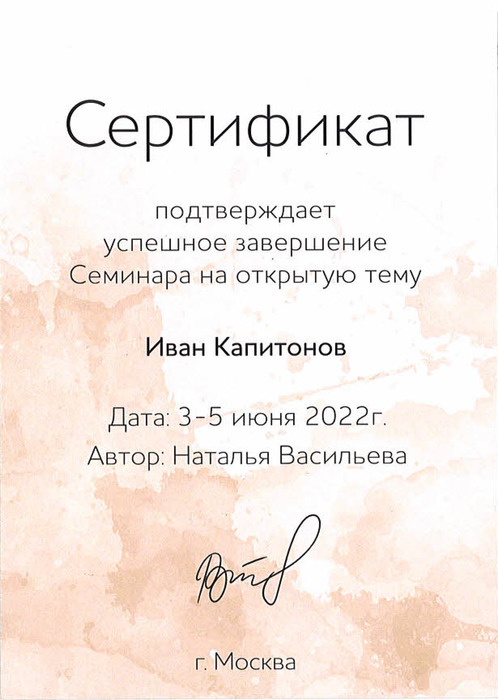 Сертификат
подтверждает
успешное завершение
Семинара на открытую тему
Иван Капитонов
Дата: 3-5 июня 2022г.
Автор: Наталья Васильева
г. Москва